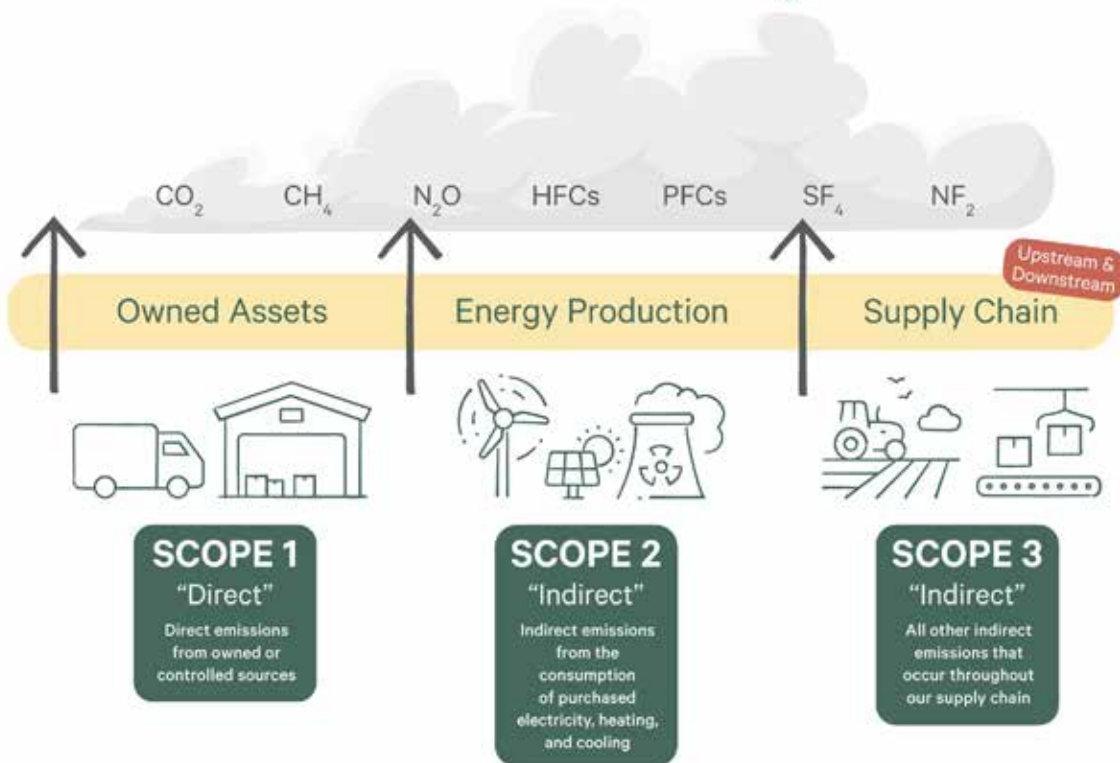 CO₂ CH₄ N₂O HFCs PFCs SF₄ NF₂
Upstream &
Downstream
Owned Assets Energy Production Supply Chain
SCOPE 1
“Direct”
Direct emissions
from owned or
controlled sources
SCOPE 2
“Indirect”
Indirect emissions
from the
consumption
of purchased
electricity, heating,
and cooling
SCOPE 3
“Indirect”
All other indirect
emissions that
occur throughout
our supply chain